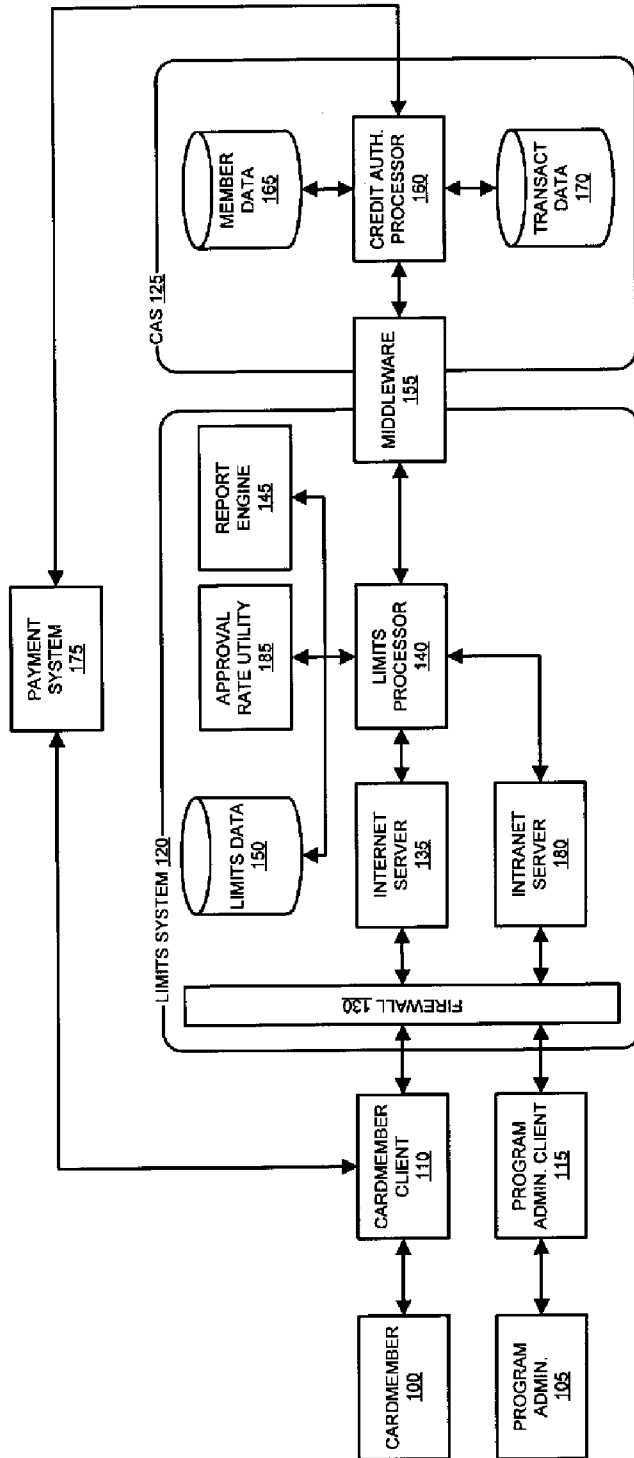 PAYMENT
SYSTEM
175
LIMITS SYSTEM 120
CAS 125
LIMITS DATA
150
APPROVAL
RATE UTILITY
185
REPORT
ENGINE
145
MEMBER
DATA
165
CARDMEMBER
100
CARDMEMBER
CLIENT
110
FIREWALL 130
INTERNET
SERVER
135
LIMITS
PROCESSOR
140
MIDDLEWARE
155
CREDIT AUTH.
PROCESSOR
160
PROGRAM
ADMIN.
105
PROGRAM
ADMIN. CLIENT
115
INTRANET
SERVER
180
TRANSACT
DATA
170